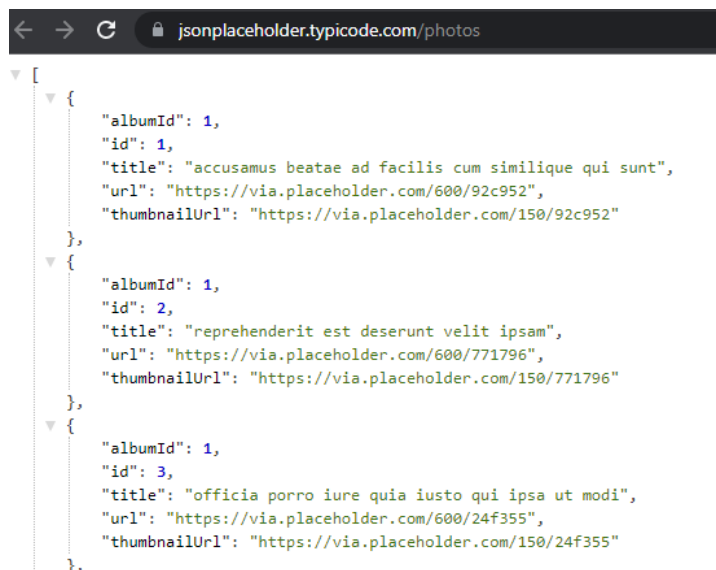 jsonplaceholder.typicode.com/photos
[
{
"albumId": 1,
"id": 1,
"title": "accusamus beatae ad facilis cum similique qui sunt",
"url": "https://via.placeholder.com/600/92c952",
"thumbnailUrl": "https://via.placeholder.com/150/92c952"
},
{
"albumId": 1,
"id": 2,
"title": "reprehenderit est deserunt velit ipsam",
"url": "https://via.placeholder.com/600/771796",
"thumbnailUrl": "https://via.placeholder.com/150/771796"
},
{
"albumId": 1,
"id": 3,
"title": "officia porro iure quia iusto qui ipsa ut modi",
"url": "https://via.placeholder.com/600/24f355",
"thumbnailUrl": "https://via.placeholder.com/150/24f355"
},